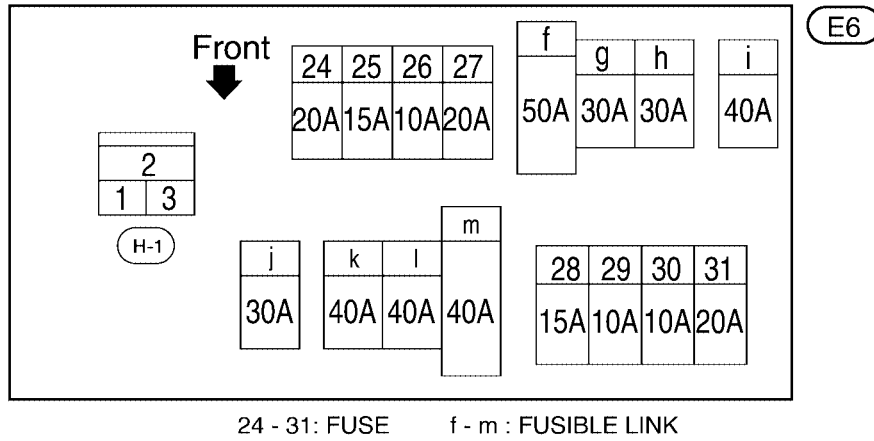 E6
Front
24 25 26 27
20A 15A 10A 20A
f g h i
50A 30A 30A 40A
2
1 3
H-1
j k l m
30A 40A 40A 40A
28 29 30 31
15A 10A 10A 20A
24 - 31: FUSE f - m : FUSIBLE LINK